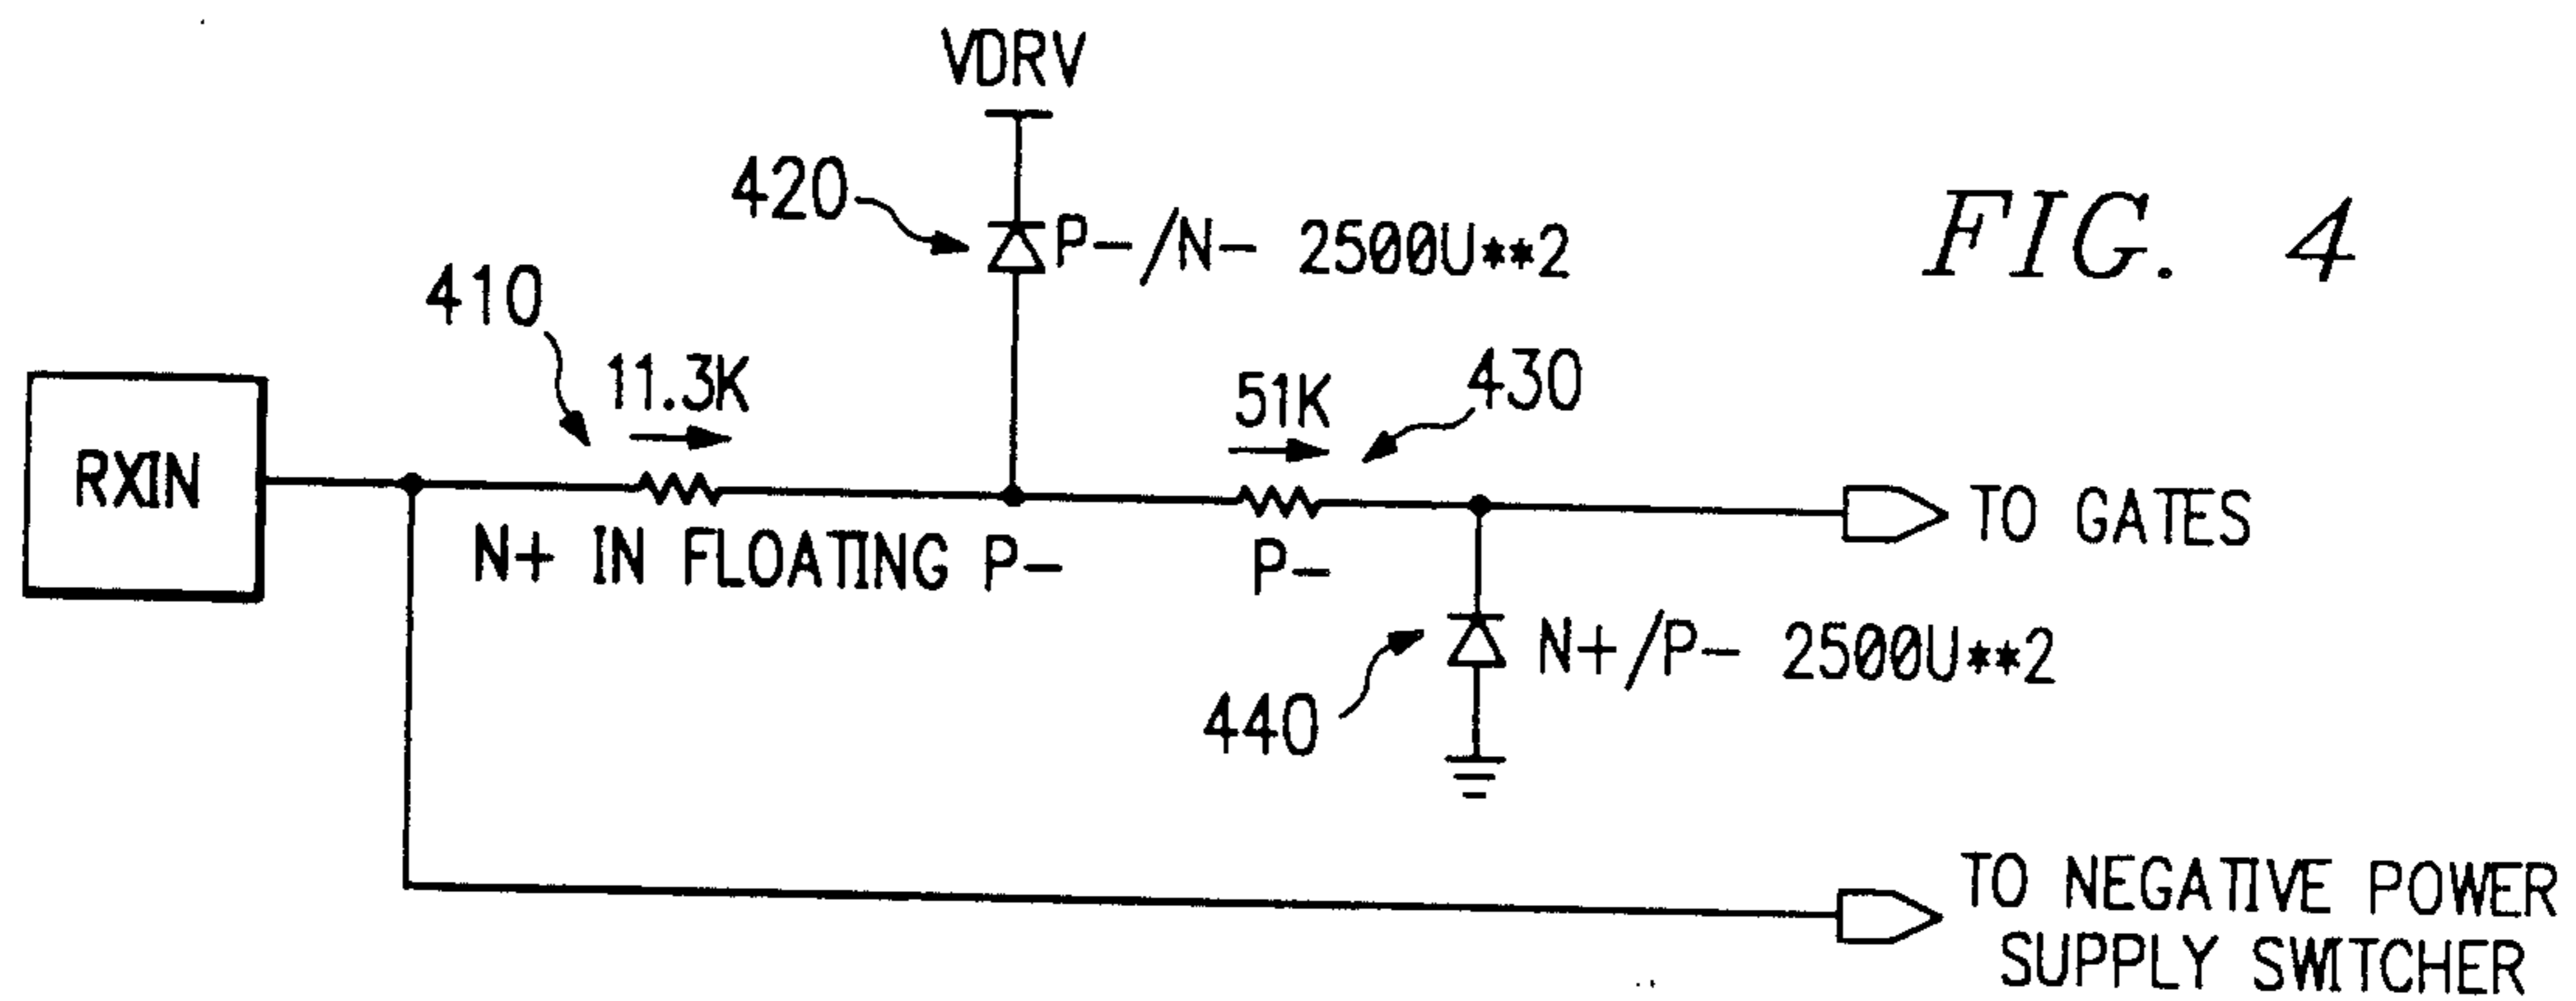 VDRV
420
P-/N- 2500U**2
FIG. 4
410
11.3K
51K
430
RXIN
N+ IN FLOATING P-
P-
TO GATES
440
N+/P- 2500U**2
TO NEGATIVE POWER
SUPPLY SWITCHER